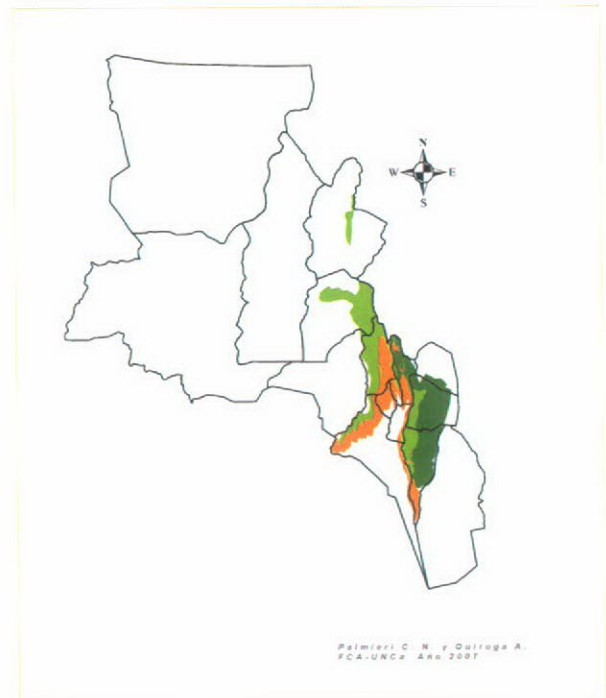 N
W E
S
Palmieri C. N. y Quiroga A.
FCA-UNCa Año 2007